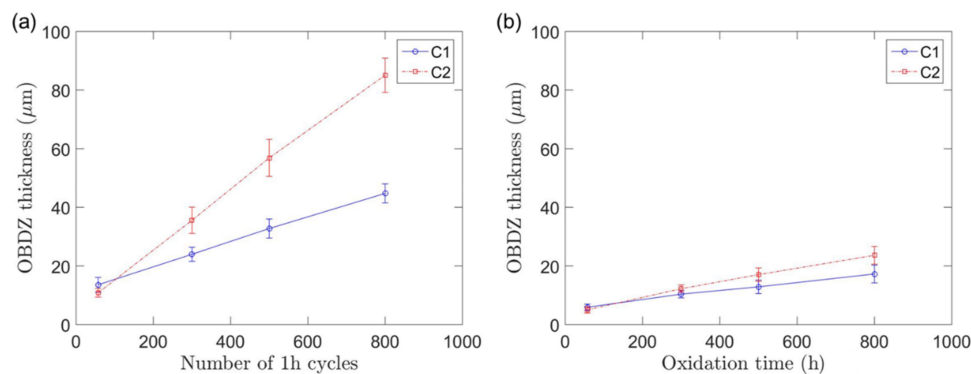 (a)
100
80
60
40
20
0
OBDZ thickness (μm)
0 200 400 600 800 1000
Number of 1h cycles
C1
C2
(b)
100
80
60
40
20
0
OBDZ thickness (μm)
0 200 400 600 800 1000
Oxidation time (h)
C1
C2